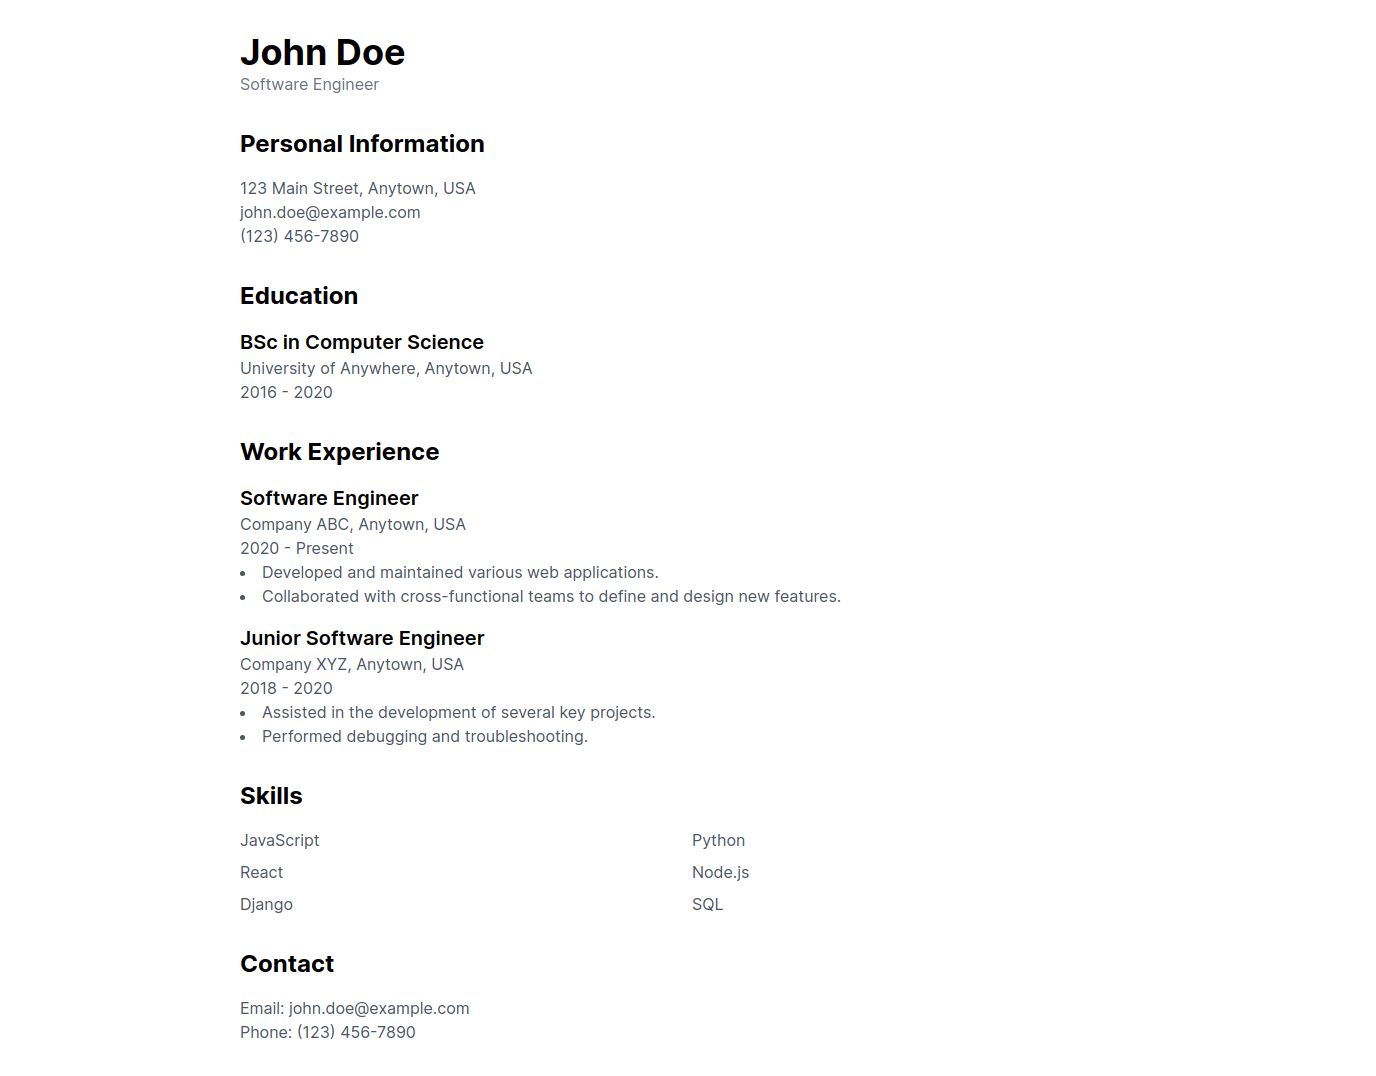 John Doe
Software Engineer
Personal Information
123 Main Street, Anytown, USA
john.doe@example.com
(123) 456-7890
Education
BSc in Computer Science
University of Anywhere, Anytown, USA
2016 - 2020
Work Experience
Software Engineer
Company ABC, Anytown, USA
2020 - Present
• Developed and maintained various web applications.
• Collaborated with cross-functional teams to define and design new features.
Junior Software Engineer
Company XYZ, Anytown, USA
2018 - 2020
• Assisted in the development of several key projects.
• Performed debugging and troubleshooting.
Skills
JavaScript Python
React Node.js
Django SQL
Contact
Email: john.doe@example.com
Phone: (123) 456-7890